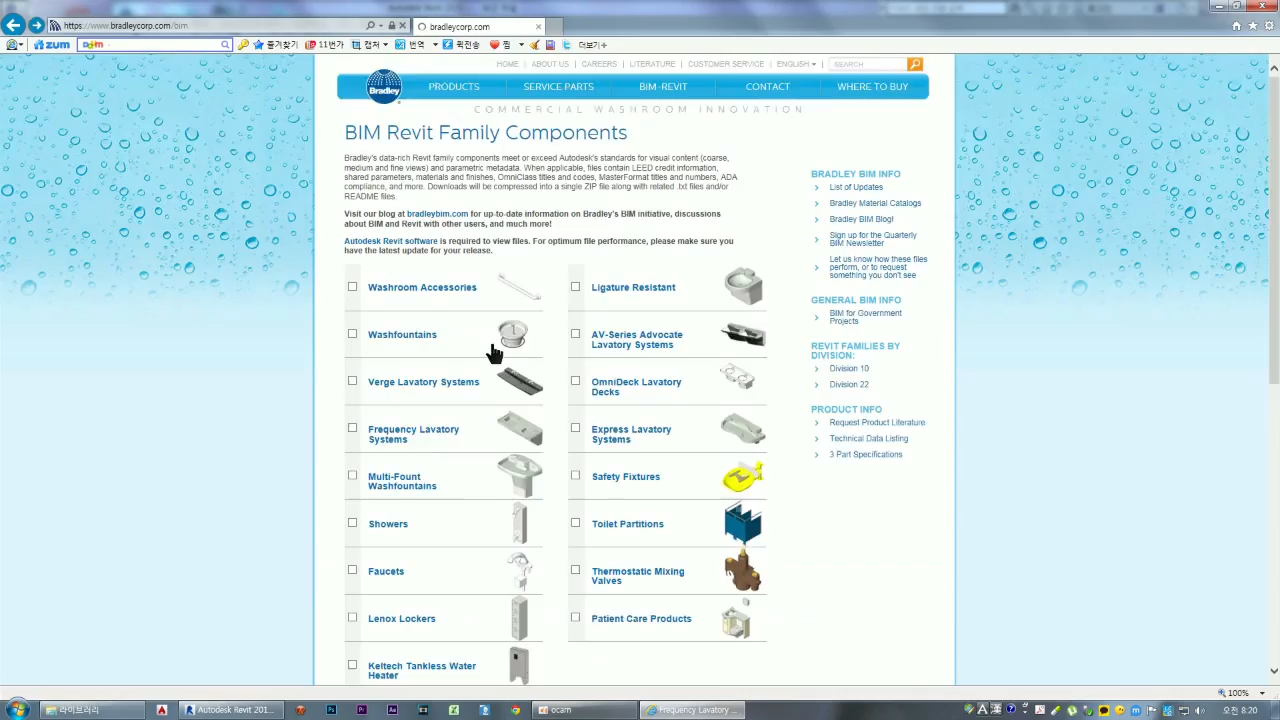 https://www.bradleycorp.com/bim
bradleycorp.com
zum
Daum
즐겨찾기
11번가
캡처
번역
퀵전송
찜
더보기+
HOME | ABOUT US | CAREERS | LITERATURE | CUSTOMER SERVICE | ENGLISH | SEARCH
Bradley
PRODUCTS
SERVICE PARTS
BIM -REVIT
CONTACT
WHERE TO BUY
COMMERCIAL WASHROOM INNOVATION
BIM Revit Family Components
Bradley's data-rich Revit family components meet or exceed Autodesk's standards for visual content (coarse,
medium and fine views) and parametric metadata. When applicable, files contain LEED credit information,
shared parameters, materials and finishes, OmniClass titles and codes, MasterFormat titles and numbers, ADA
compliance, and more. Downloads will be compressed into a single ZIP file along with related .txt files and/or
README files.
Visit our blog at bradleybim.com for up-to-date information on Bradley's BIM initiative, discussions
about BIM and Revit with other users, and much more!
Autodesk Revit software is required to view files. For optimum file performance, please make sure you
have the latest update for your release.
Washroom Accessories
Ligature Resistant
Washfountains
AV-Series Advocate
Lavatory Systems
Verge Lavatory Systems
OmniDeck Lavatory
Decks
Frequency Lavatory
Systems
Express Lavatory
Systems
Multi-Fount
Washfountains
Safety Fixtures
Showers
Toilet Partitions
Faucets
Thermostatic Mixing
Valves
Lenox Lockers
Patient Care Products
Keltech Tankless Water
Heater
BRADLEY BIM INFO
List of Updates
Bradley Material Catalogs
Bradley BIM Blog!
Sign up for the Quarterly
BIM Newsletter
Let us know how these files
perform, or to request
something you don't see
GENERAL BIM INFO
BIM for Government
Projects
REVIT FAMILIES BY
DIVISION:
Division 10
Division 22
PRODUCT INFO
Request Product Literature
Technical Data Listing
3 Part Specifications
100%
라이브러리
Autodesk Revit 201...
Ps
Pr
Ae
ocam
Frequency Lavatory ...
오전 8:20